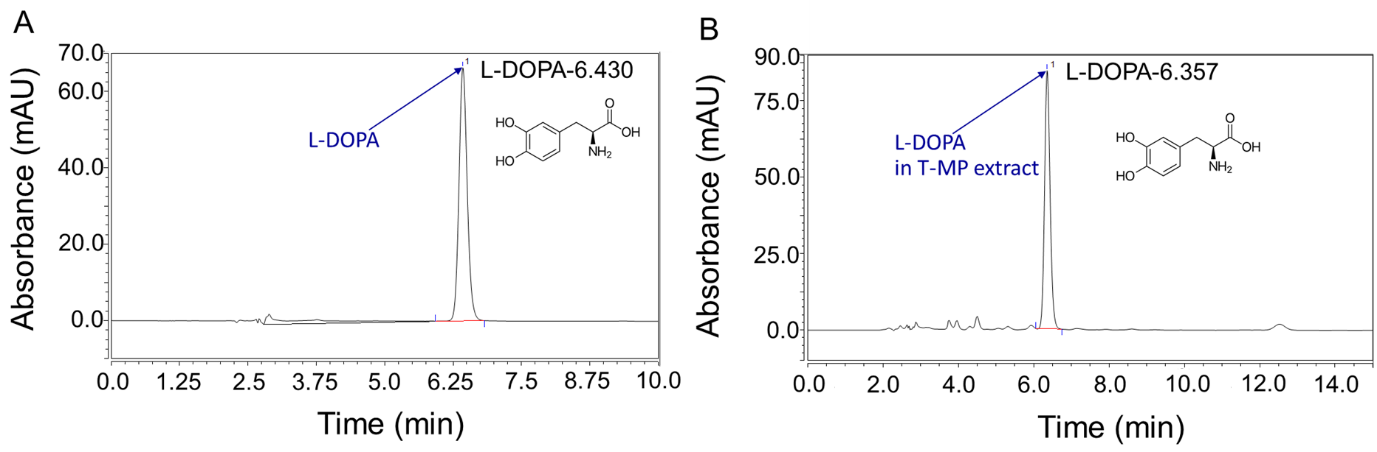 A
Absorbance (mAU)
70.0
60.0
40.0
20.0
0.0
1
L-DOPA-6.430
L-DOPA
HO
HO
O
OH
NH2
0.0 1.25 2.5 3.75 5.0 6.25 7.5 8.75 10.0
Time (min)
B
Absorbance (mAU)
90.0
75.0
50.0
25.0
0.0
1
L-DOPA-6.357
L-DOPA
in T-MP extract
HO
HO
O
OH
NH2
0.0 2.0 4.0 6.0 8.0 10.0 12.0 14.0
Time (min)